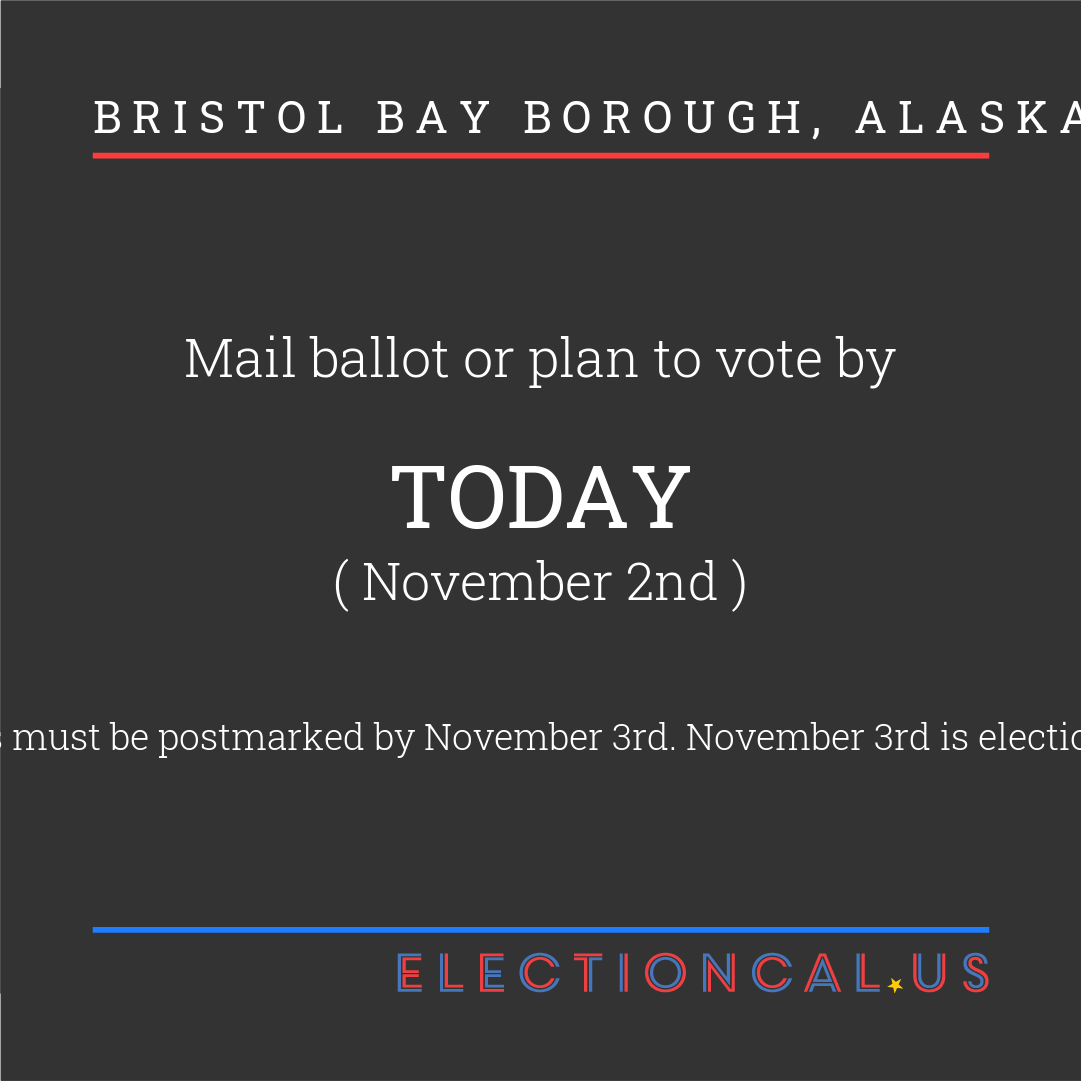 BRISTOL BAY BOROUGH, ALASKA
Mail ballot or plan to vote by
TODAY
( November 2nd )
must be postmarked by November 3rd. November 3rd is
ELECTIONCAL.US